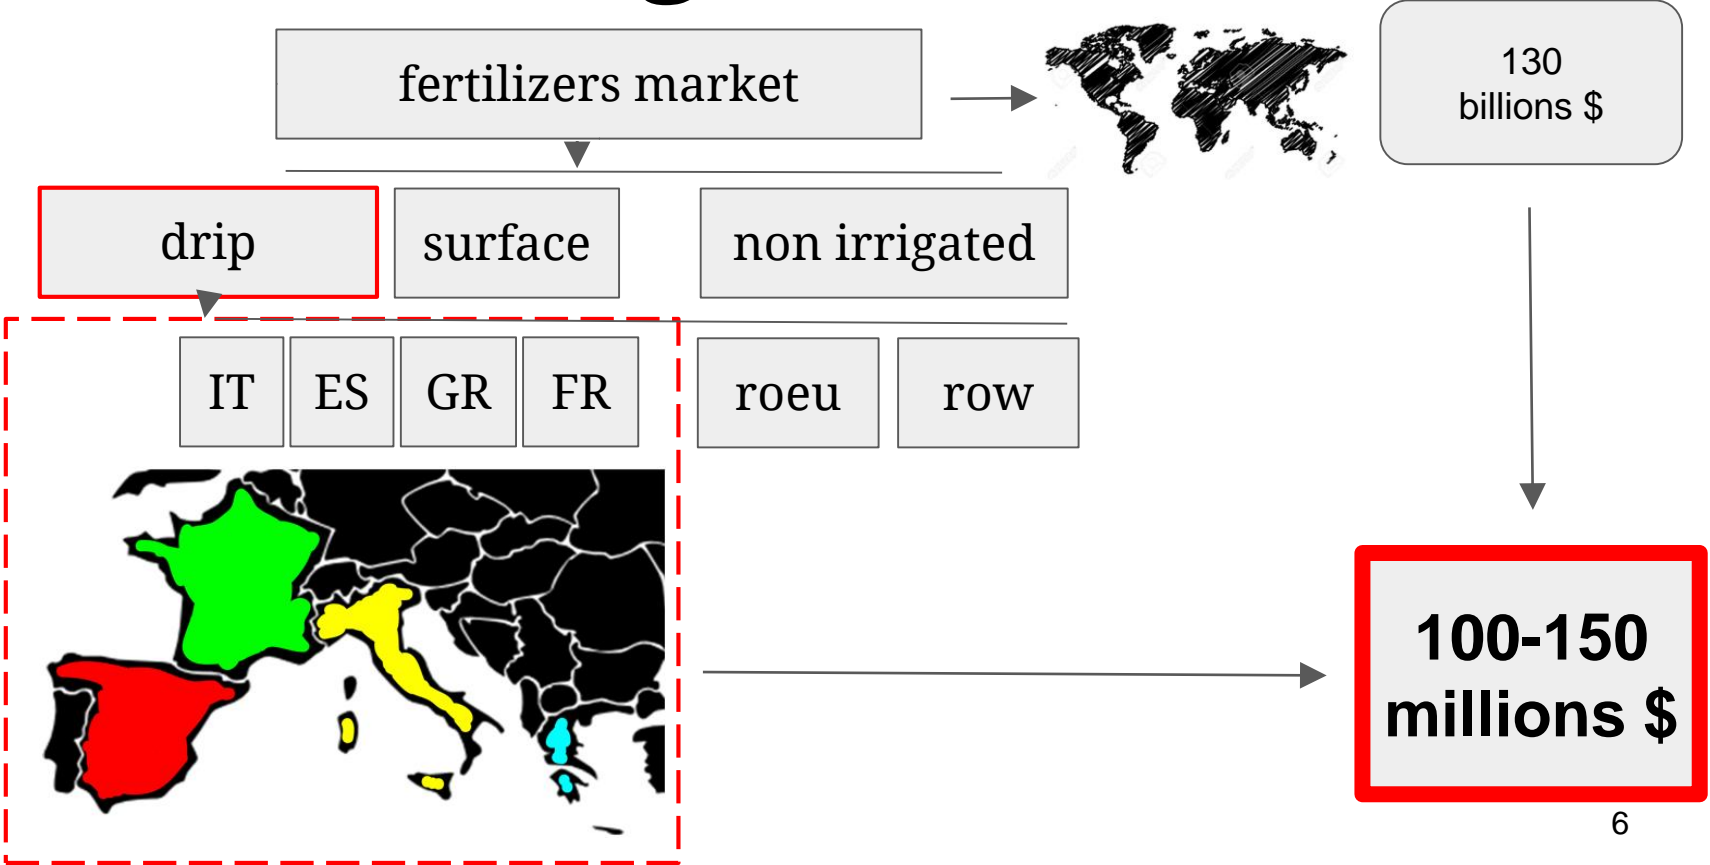 fertilizers market
130
billions $
drip
surface
non irrigated
IT
ES
GR
FR
roeu
row
100-150
millions $
6